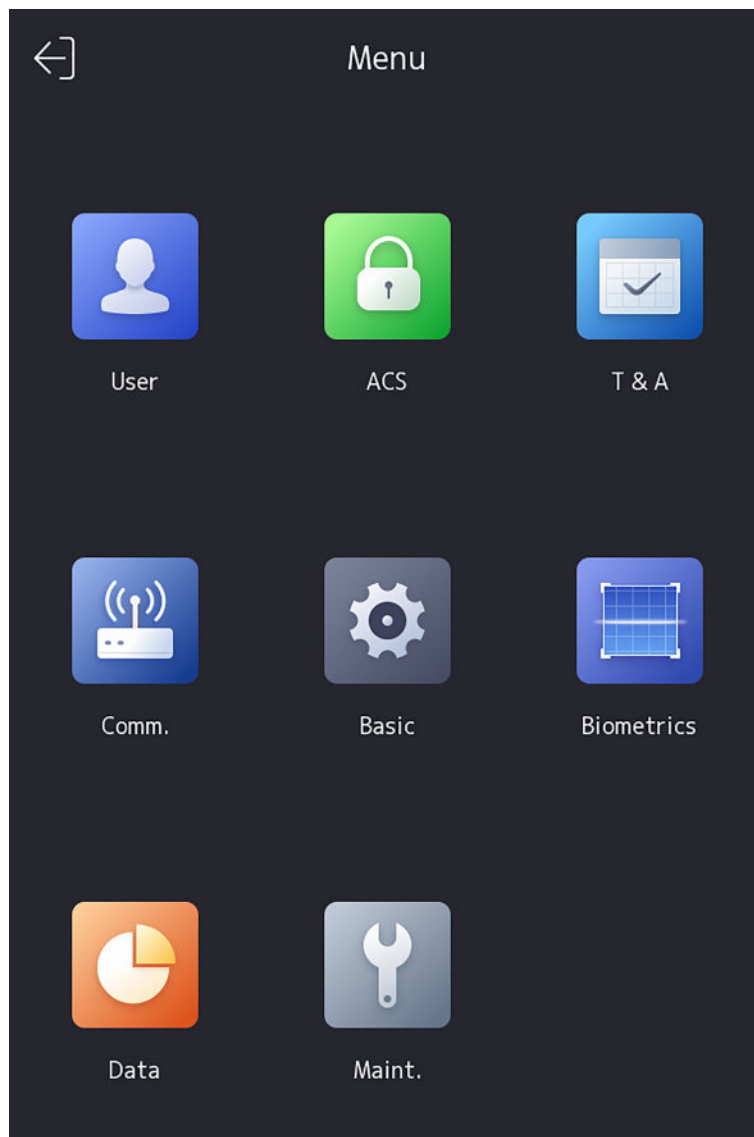 Menu
User
ACS
T & A
Comm.
Basic
Biometrics
Data
Maint.